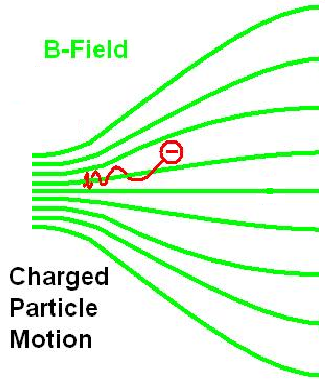 B-Field
−
Charged
Particle
Motion